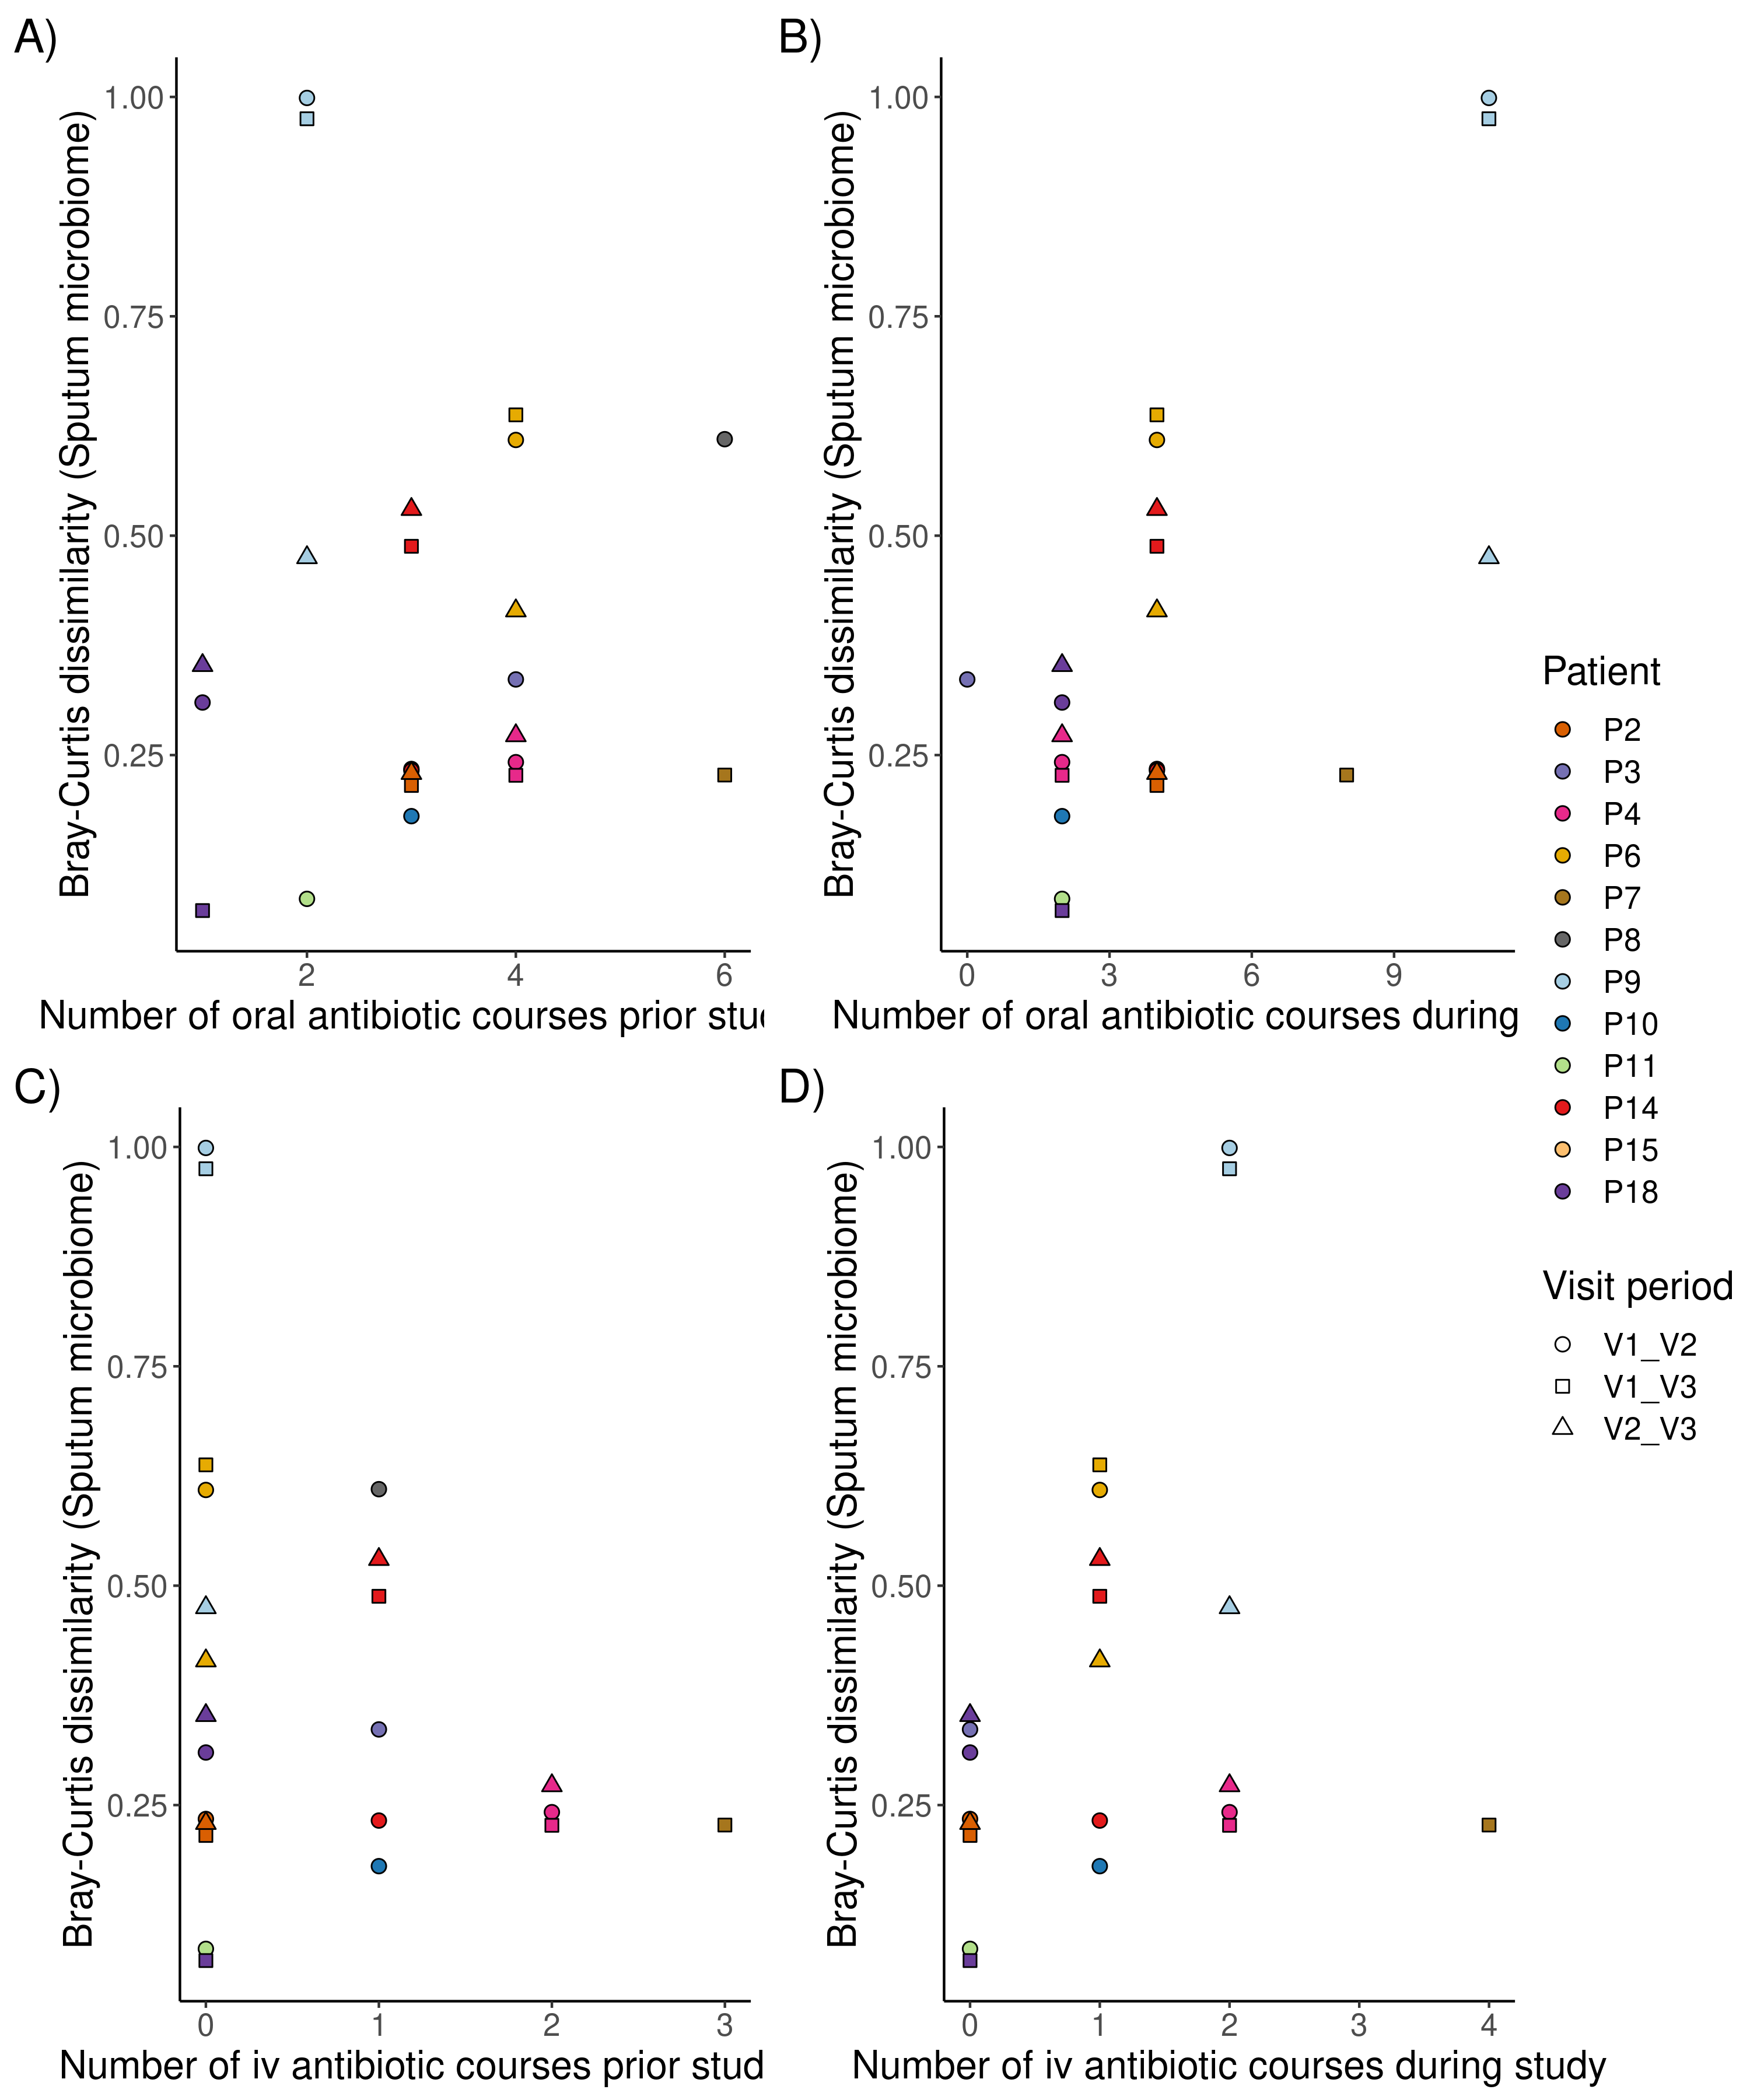 A)
Bray-Curtis dissimilarity (Sputum microbiome)
1.00
0.75
0.50
0.25
2
4
6
Number of oral antibiotic courses prior
B)
Bray-Curtis dissimilarity (Sputum microbiome)
1.00
0.75
0.50
0.25
0
3
6
9
Number of oral antibiotic courses during
C)
Bray-Curtis dissimilarity (Sputum microbiome)
1.00
0.75
0.50
0.25
0
1
2
3
Number of iv antibiotic courses prior stud
D)
Bray-Curtis dissimilarity (Sputum microbiome)
1.00
0.75
0.50
0.25
0
1
2
3
4
Number of iv antibiotic courses during study
Patient
P2
P3
P4
P6
P7
P8
P9
P10
P11
P14
P15
P18
Visit period
V1_V2
V1_V3
V2_V3